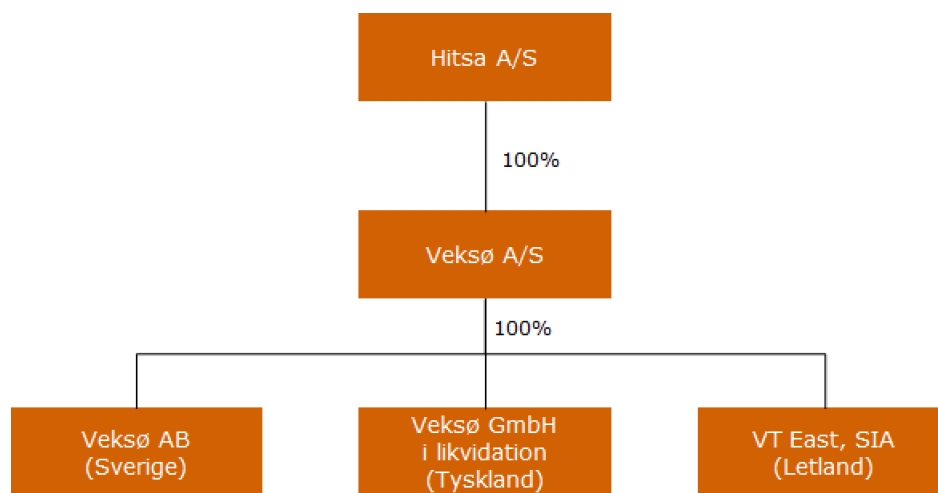 Hitsa A/S
100%
Veksø A/S
100%
Veksø AB
(Sverige)
Veksø GmbH
i likvidation
(Tyskland)
VT East, SIA
(Letland)